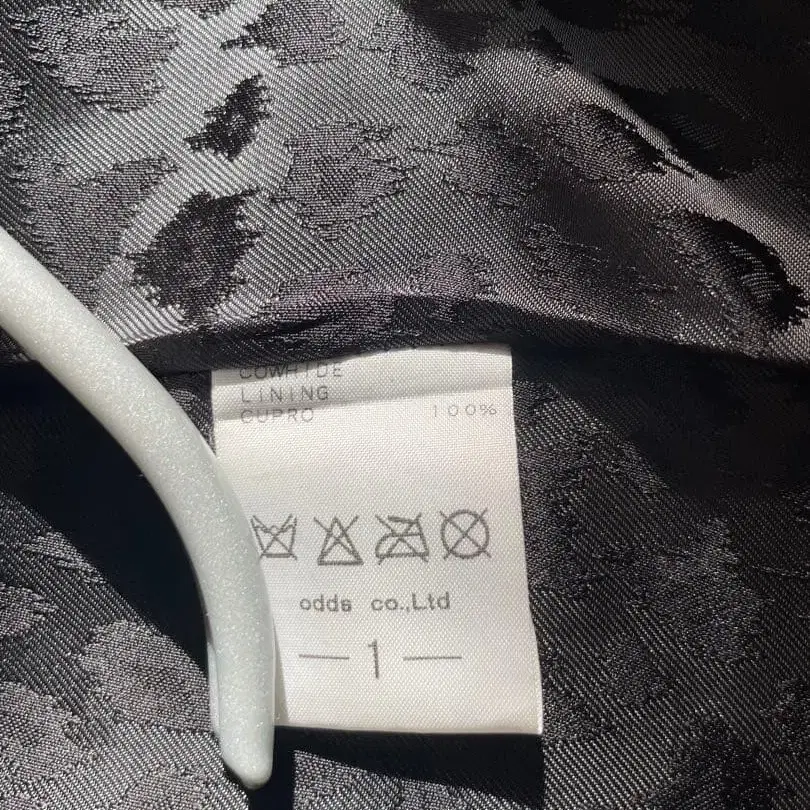 COWHIDE
LINING
CUPRO 100%
odds co.,Ltd
— 1 —